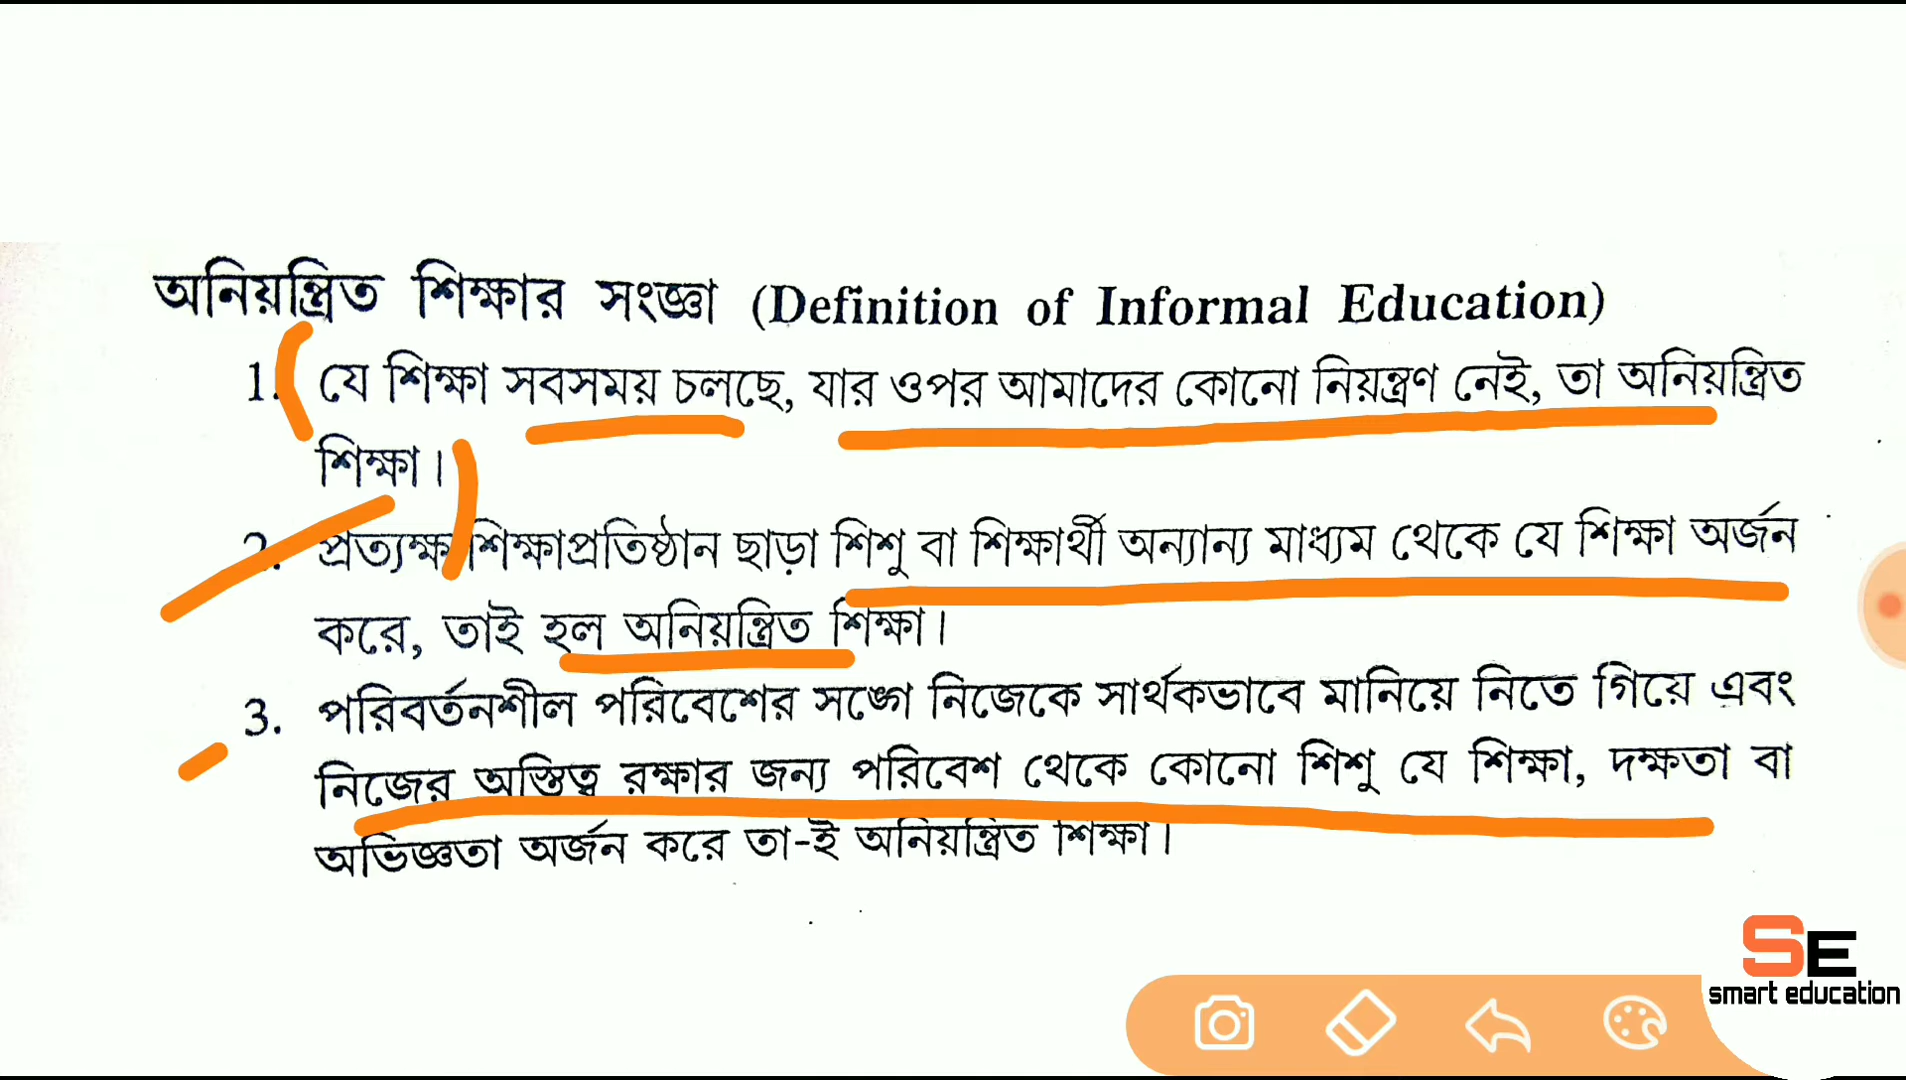 অনিয়ন্ত্রিত শিক্ষার সংজ্ঞা (Definition of Informal Education)
1. যে শিক্ষা সবসময় চলছে, যার ওপর আমাদের কোনো নিয়ন্ত্রণ নেই, তা অনিয়ন্ত্রিত
শিক্ষা।
2. প্রত্যক্ষ শিক্ষাপ্রতিষ্ঠান ছাড়া শিশু বা শিক্ষার্থী অন্যান্য মাধ্যম থেকে যে শিক্ষা অর্জন
করে, তাই হল অনিয়ন্ত্রিত শিক্ষা।
3. পরিবর্তনশীল পরিবেশের সঙ্গে নিজেকে সার্থকভাবে মানিয়ে নিতে গিয়ে এবং
নিজের অস্তিত্ব রক্ষার জন্য পরিবেশ থেকে কোনো শিশু যে শিক্ষা, দক্ষতা বা
অভিজ্ঞতা অর্জন করে তা-ই অনিয়ন্ত্রিত শিক্ষা।
SE
smart education